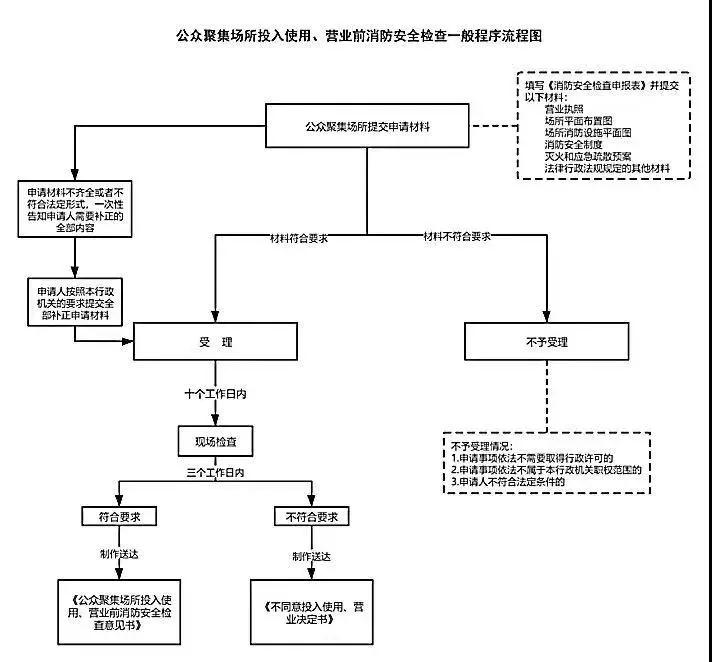 公众聚集场所投入使用、营业前消防安全检查一般程序流程图
填写《消防安全检查申报表》并提交
以下材料：
营业执照
场所平面布置图
场所消防设施平面图
消防安全制度
灭火和应急疏散预案
法律行政法规规定的其他材料
公众聚集场所提交申请材料
申请材料不齐全或者不
符合法定形式，一次性
告知申请人需要补正的
全部内容
材料符合要求
材料不符合要求
申请人按照本行政
机关的要求提交全
部补正申请材料
受 理
不予受理
十个工作日内
现场检查
不予受理情况：
1.申请事项依法不需要取得行政许可的
2.申请事项依法不属于本行政机关职权范围的
3.申请人不符合法定条件的
三个工作日内
符合要求
不符合要求
制作送达
制作送达
《公众聚集场所投入使
用、营业前消防安全检
查意见书》
《不同意投入使用、营
业决定书》